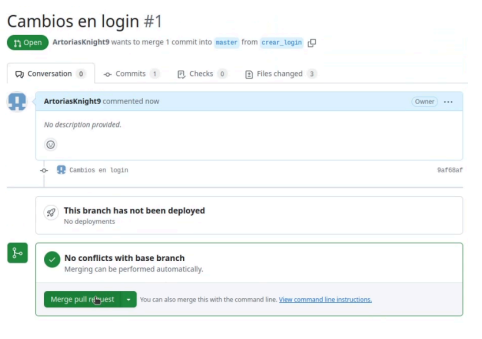 Cambios en login #1
Open ArtoriasKnight9 wants to merge 1 commit into master from crear_login
Conversation 0 Commits 1 Checks 0 Files changed 3
ArtoriasKnight9 commented now Owner
No description provided.
Cambios en login 9af68af
This branch has not been deployed
No deployments
No conflicts with base branch
Merging can be performed automatically.
Merge pull request You can also merge this with the command line. View command line instructions.